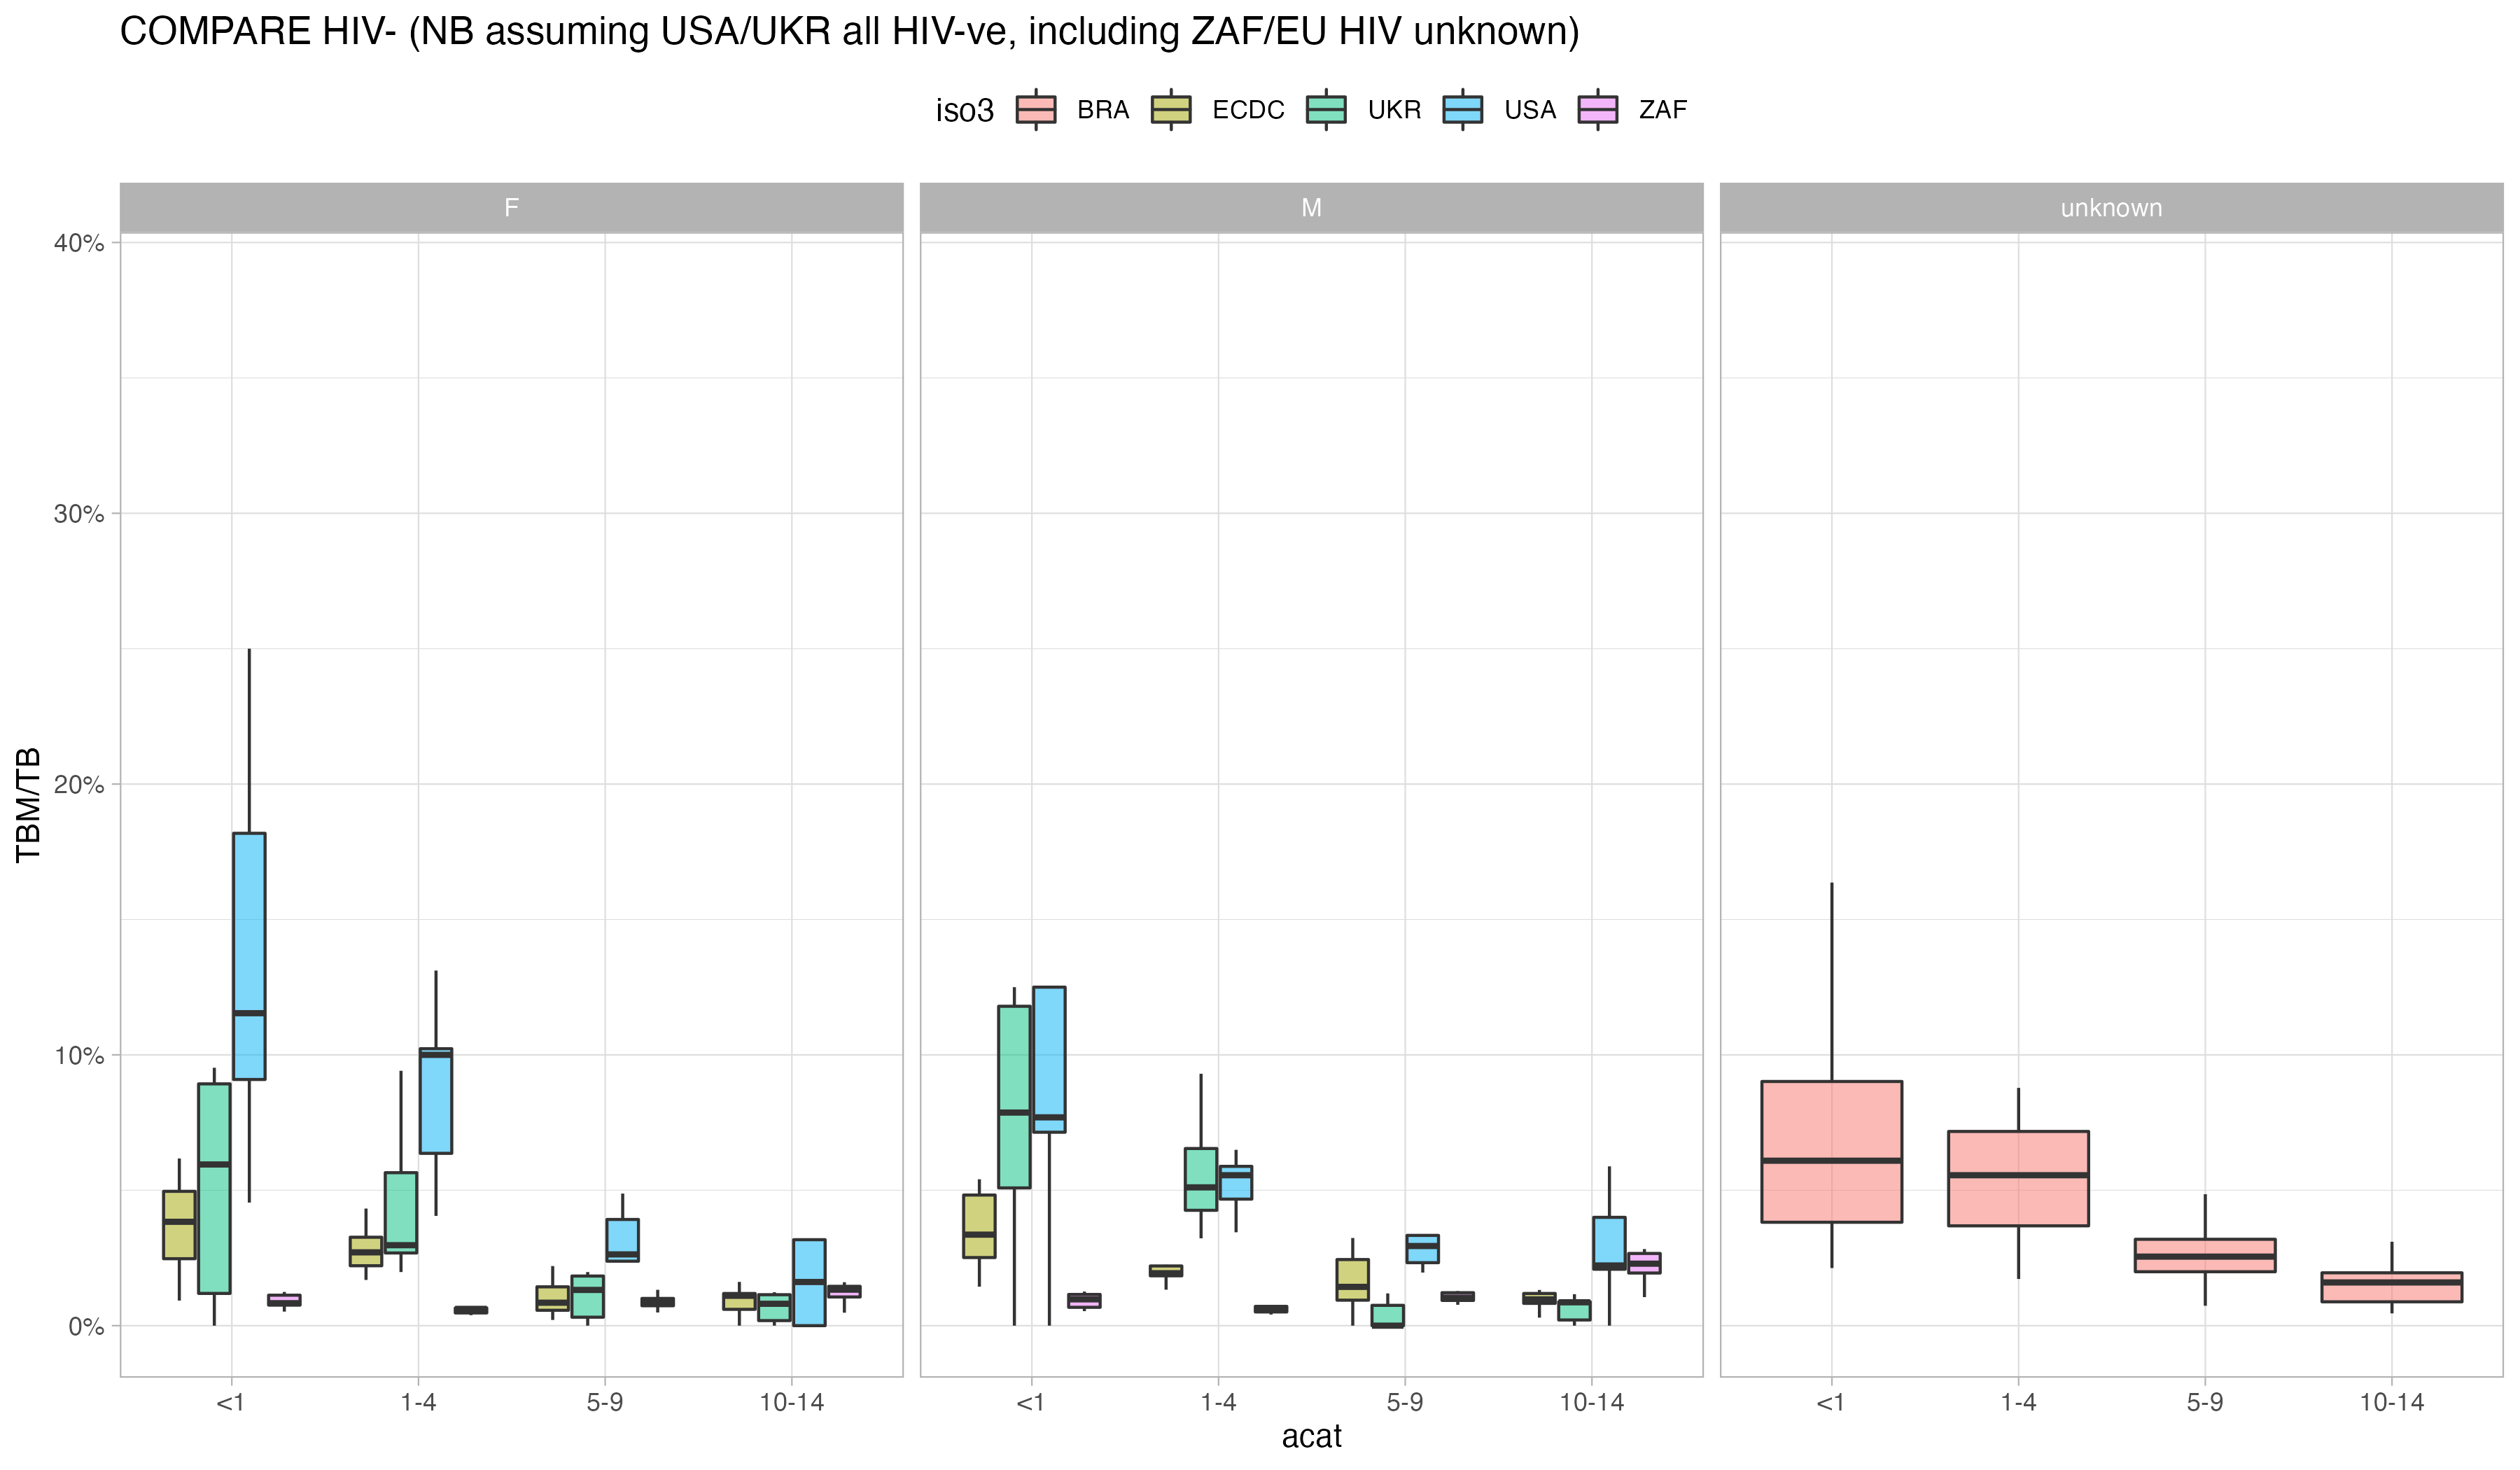 COMPARE HIV- (NB assuming USA/UKR all HIV-ve, including ZAF/EU HIV unknown)
iso3 BRA ECDC UKR USA ZAF
F M unknown
40%
30%
20%
10%
0%
TBM/TB
<1 1-4 5-9 10-14 <1 1-4 5-9 10-14 <1 1-4 5-9 10-14
acat